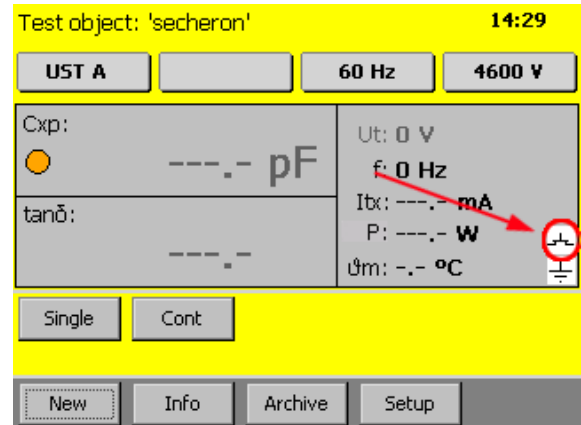 Test object: 'secheron' 14:29
UST A 60 Hz 4600 V
Cxp:
---.- pF
tanδ:
---.-
Ut: 0 V
f: 0 Hz
Itx: ---.- mA
P: ---.- W
ϑm: -.- ºC
Single Cont
New Info Archive Setup